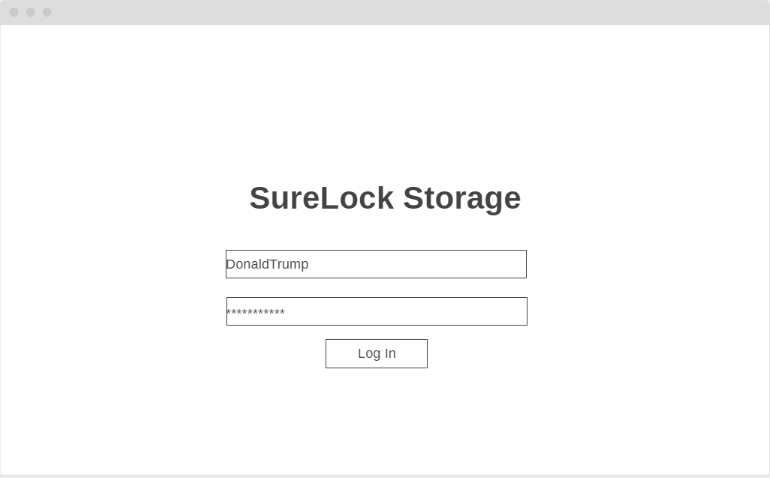 SureLock Storage
DonaldTrump
***********
Log In